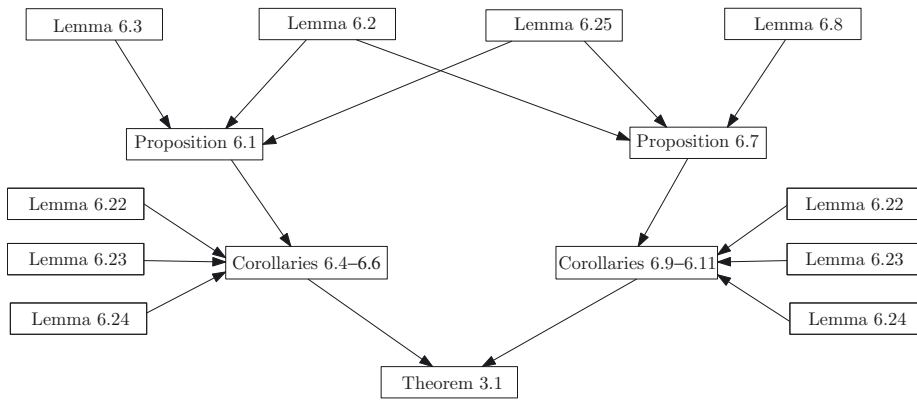 Lemma 6.3
Lemma 6.2
Lemma 6.25
Lemma 6.8
Proposition 6.1
Proposition 6.7
Lemma 6.22
Lemma 6.22
Lemma 6.23
Corollaries 6.4–6.6
Corollaries 6.9–6.11
Lemma 6.23
Lemma 6.24
Lemma 6.24
Theorem 3.1